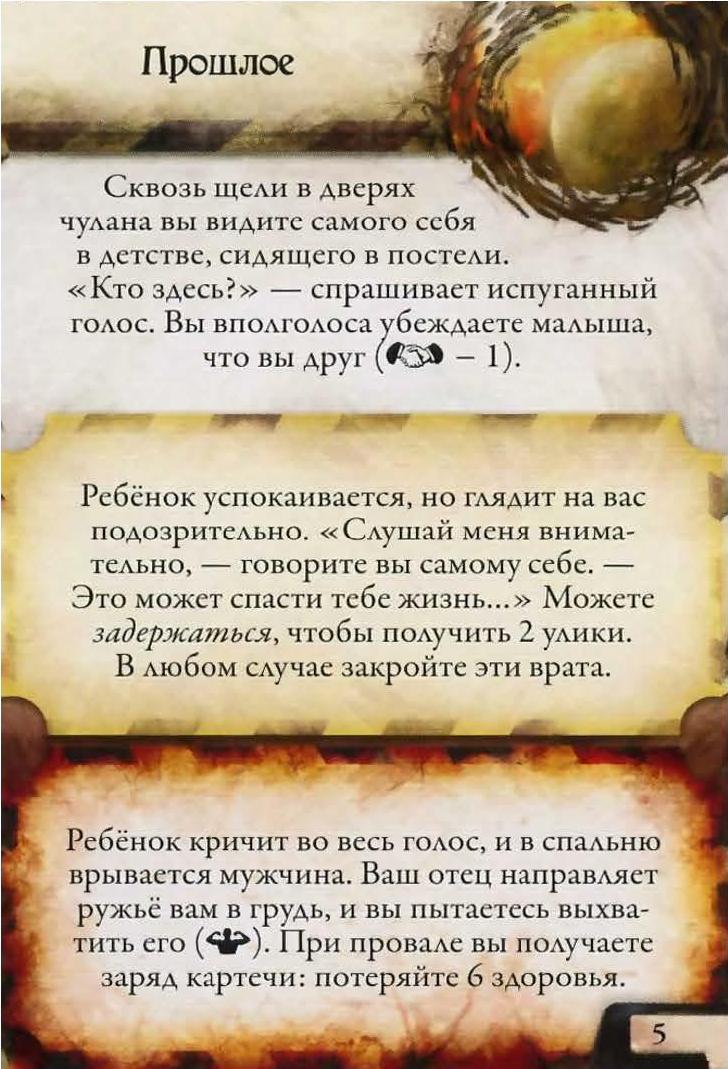 Прошлое
Сквозь щели в дверях
чулана вы видите самого себя
в детстве, сидящего в постели.
«Кто здесь?» — спрашивает испуганный
голос. Вы вполголоса убеждаете малыша,
что вы друг ( – 1).
Ребёнок успокаивается, но глядит на вас
подозрительно. «Слушай меня внима-
тельно, — говорите вы самому себе. —
Это может спасти тебе жизнь...» Можете
задержаться, чтобы получить 2 улики.
В любом случае закройте эти врата.
Ребёнок кричит во весь голос, и в спальню
врывается мужчина. Ваш отец направляет
ружьё вам в грудь, и вы пытаетесь выхва-
тить его ( ). При провале вы получаете
заряд картечи: потеряйте 6 здоровья.
5